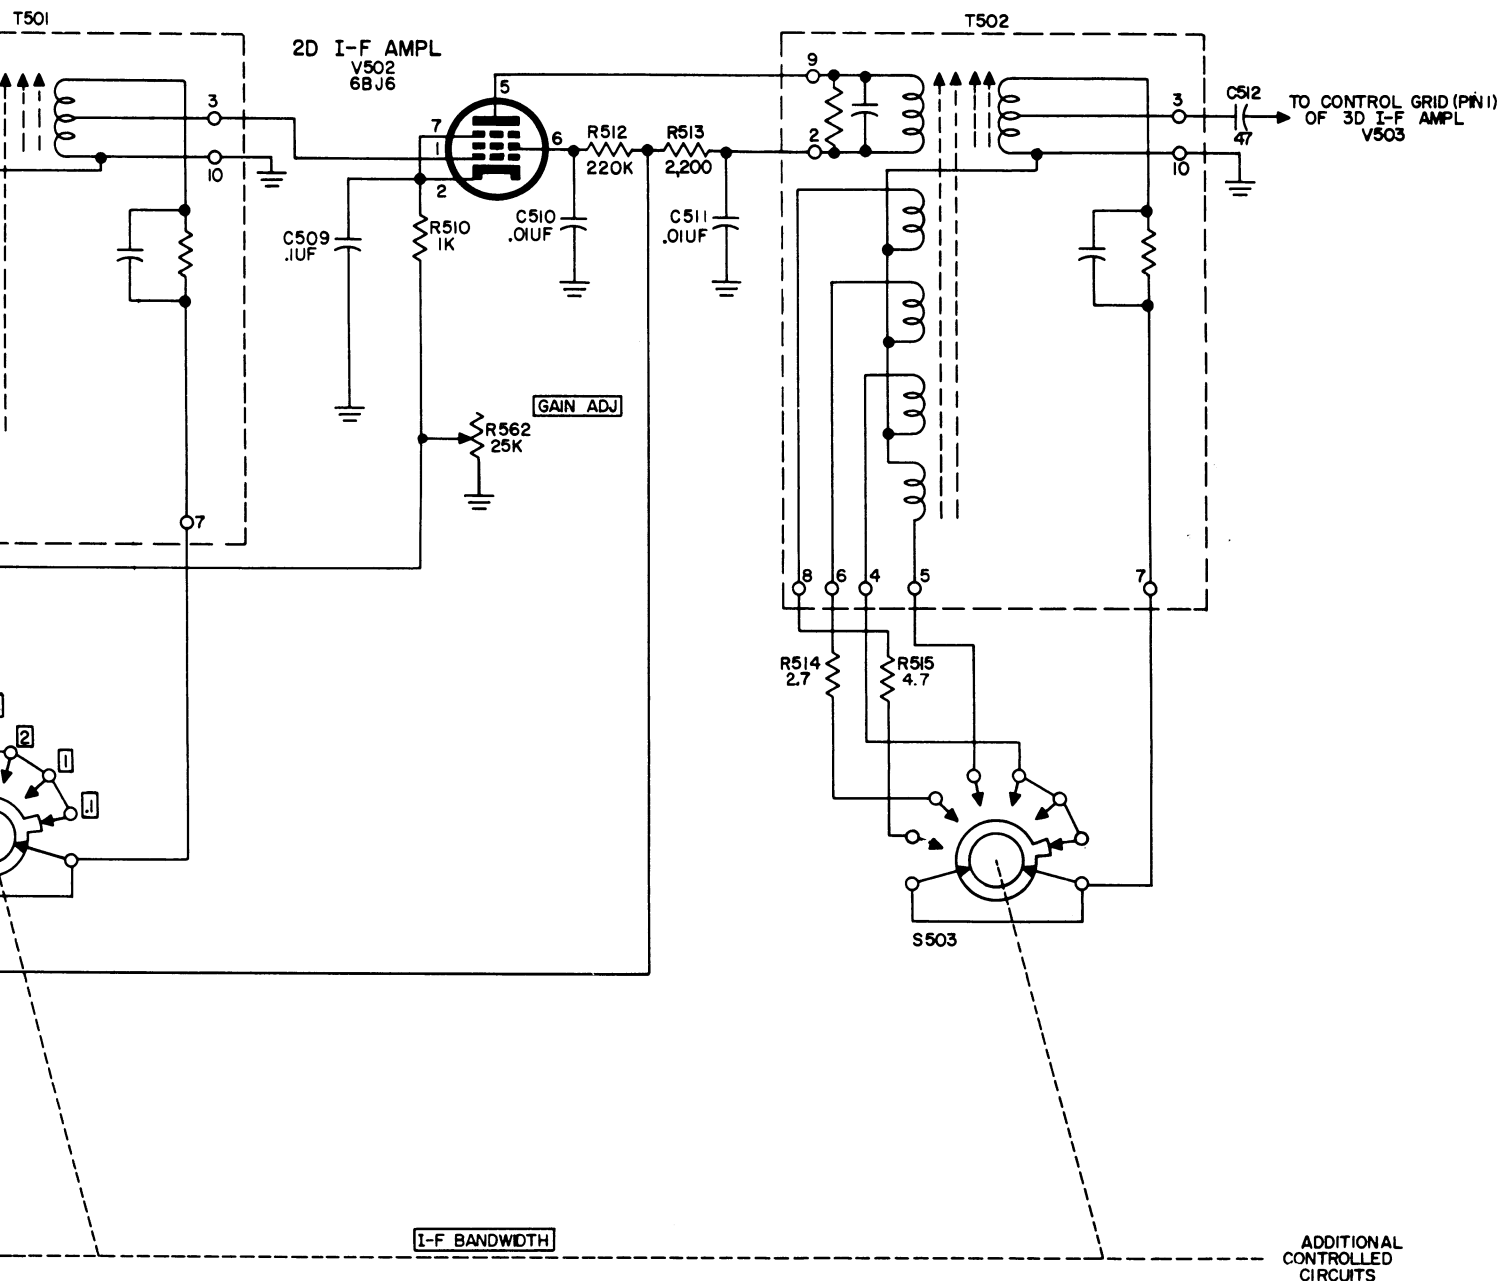 T501
T502
2D I-F AMPL
V502
6BJ6
5
7
1
2
6
3
10
R512
220K
R513
2,200
9
2
3
10
C512
47
TO CONTROL GRID (PIN 1)
OF 3D I-F AMPL
V503
C509
.1UF
R510
1K
C510
.01UF
C511
.01UF
GAIN ADJ
R562
25K
7
8
6
4
5
7
R514
2.7
R515
4.7
2
1
.1
S503
I-F BANDWIDTH
ADDITIONAL
CONTROLLED
CIRCUITS